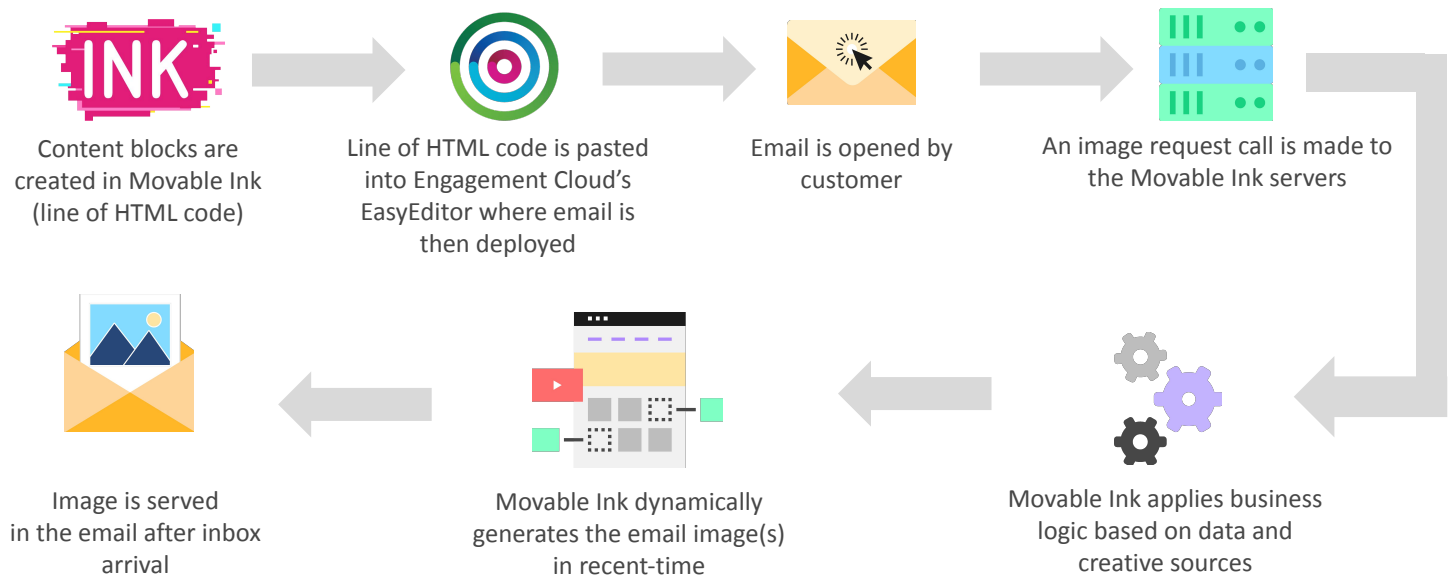 INK
Content blocks are
created in Movable Ink
(line of HTML code)
Line of HTML code is pasted
into Engagement Cloud's
EasyEditor where email is
then deployed
Email is opened by
customer
An image request call is made to
the Movable Ink servers
Movable Ink applies business
logic based on data and
creative sources
Movable Ink dynamically
generates the email image(s)
in recent-time
Image is served
in the email after inbox
arrival